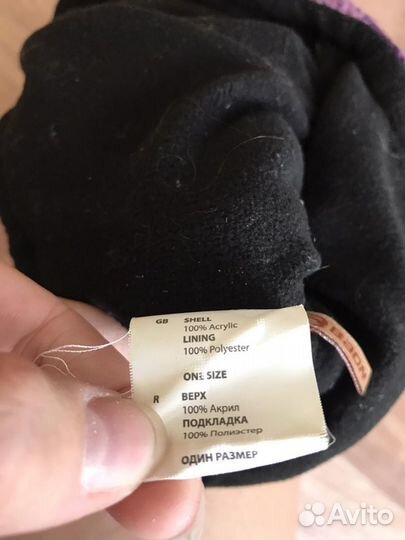 GB SHELL
100% Acrylic
LINING
100% Polyester
ONE SIZE
R ВЕРХ
100% Акрил
ПОДКЛАДКА
100% Полиэстер
ОДИН РАЗМЕР
Avito